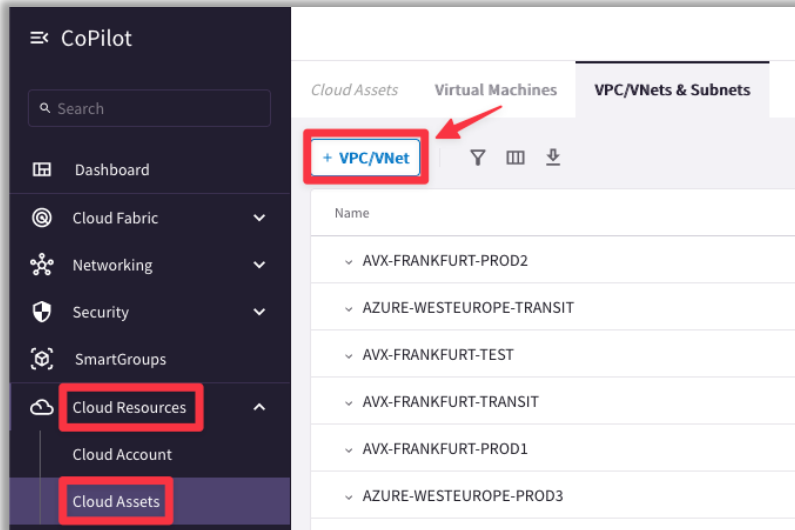 CoPilot
Search
Dashboard
Cloud Fabric
Networking
Security
SmartGroups
Cloud Resources
Cloud Account
Cloud Assets
Cloud Assets Virtual Machines VPC/VNets & Subnets
+ VPC/VNet
Name
AVX-FRANKFURT-PROD2
AZURE-WESTEUROPE-TRANSIT
AVX-FRANKFURT-TEST
AVX-FRANKFURT-TRANSIT
AVX-FRANKFURT-PROD1
AZURE-WESTEUROPE-PROD3